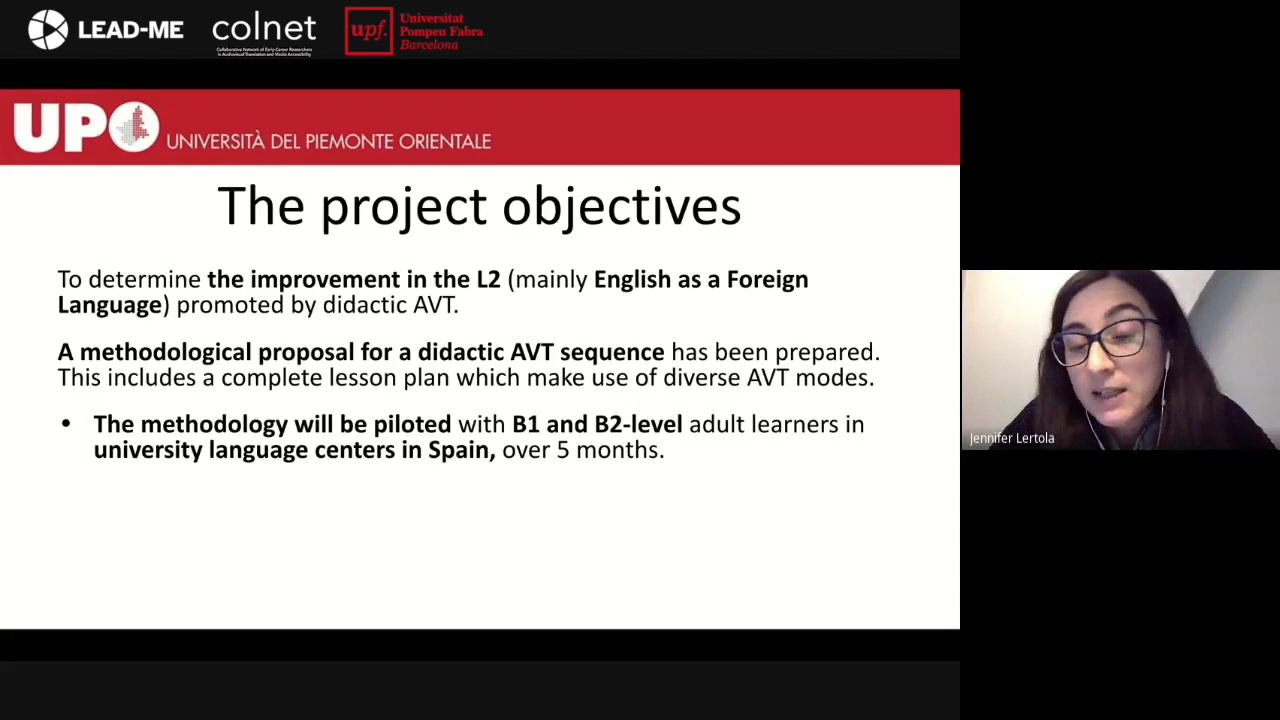 LEAD-ME
colnet
Collaborative Network of Early-Career Researchers
in Audiovisual Translation and Media Accessibility
upf.
Universitat
Pompeu Fabra
Barcelona
UPO
UNIVERSITÀ DEL PIEMONTE ORIENTALE
The project objectives
To determine the improvement in the L2 (mainly English as a Foreign
Language) promoted by didactic AVT.
A methodological proposal for a didactic AVT sequence has been prepared.
This includes a complete lesson plan which make use of diverse AVT modes.
• The methodology will be piloted with B1 and B2-level adult learners in
university language centers in Spain, over 5 months.
Jennifer Lertola